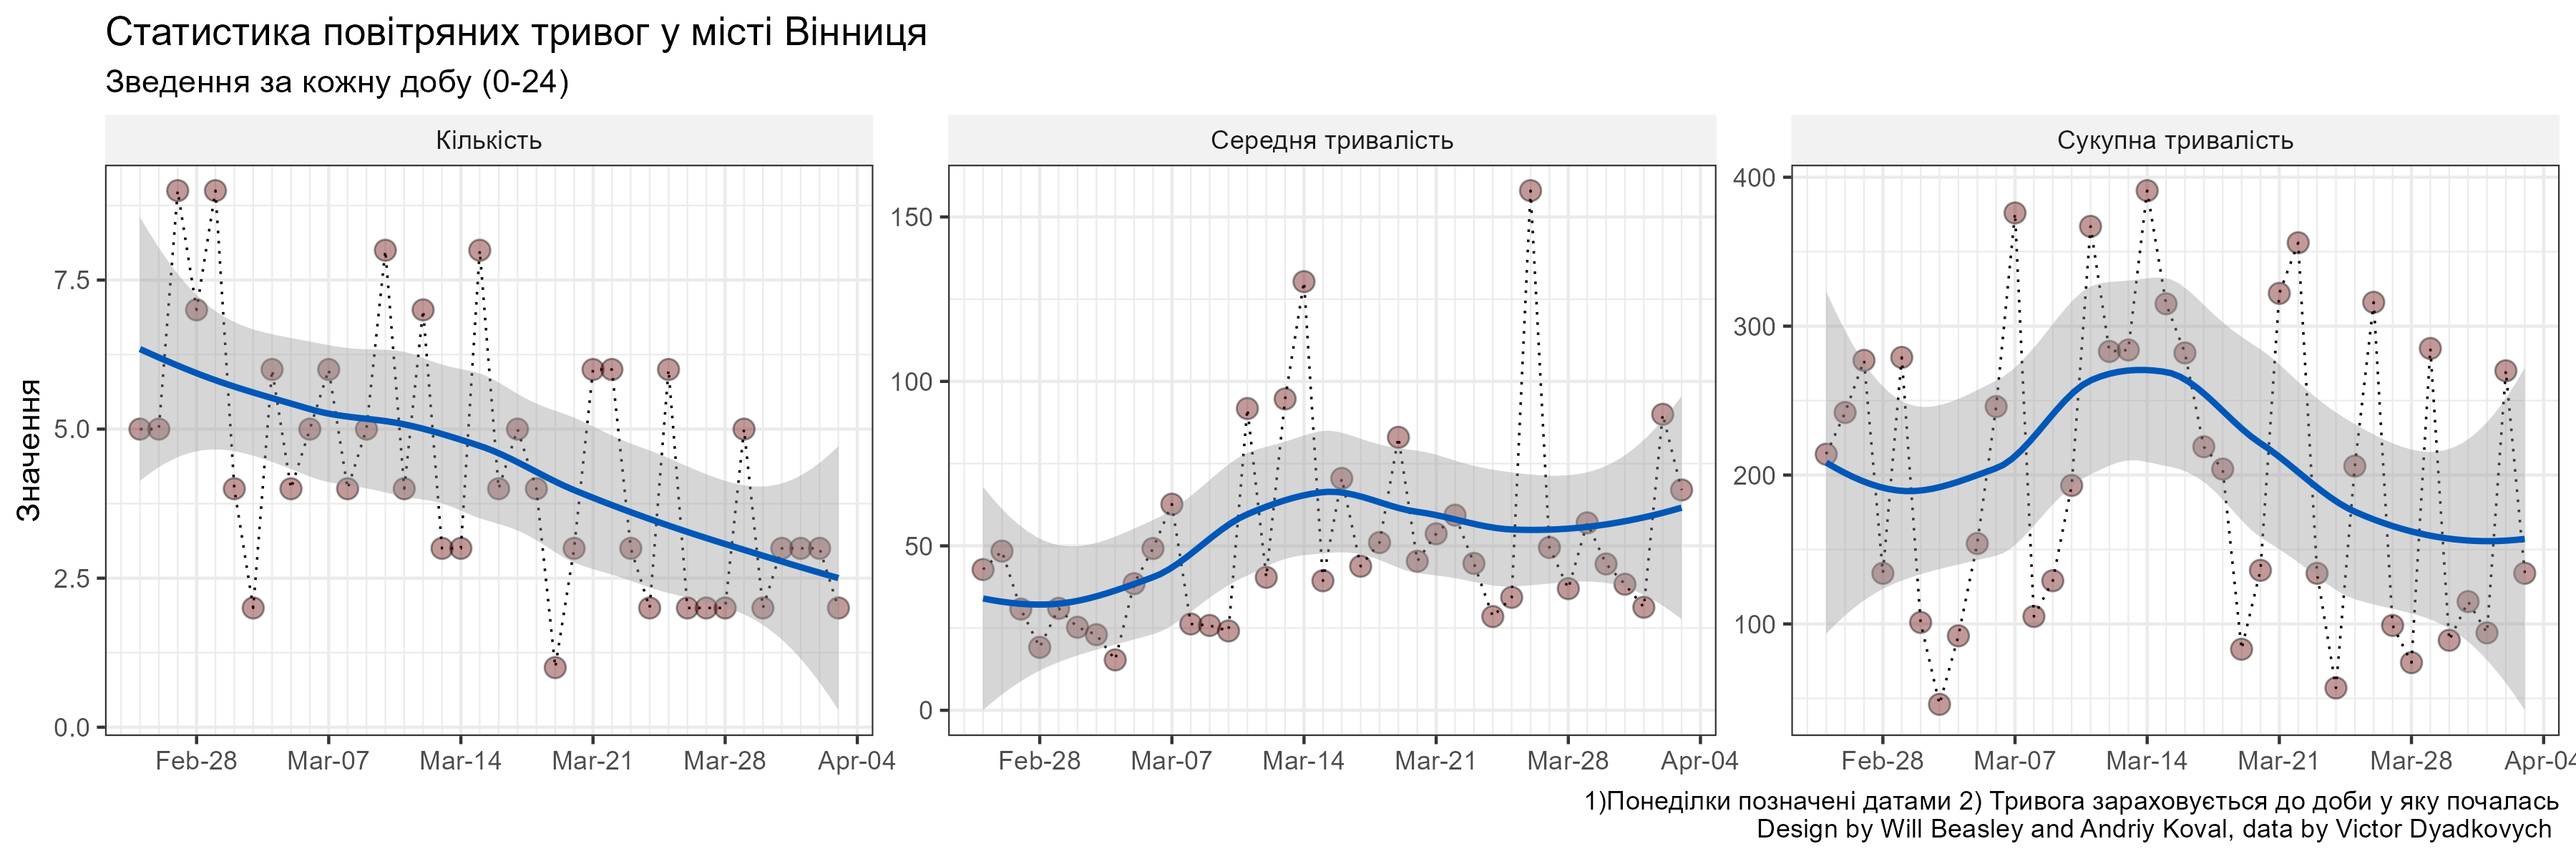 Статистика повітряних тривог у місті Вінниця
Зведення за кожну добу (0-24)
Кількість
Середня тривалість
Сукупна тривалість
Значення
7.5
5.0
2.5
0.0
150
100
50
0
400
300
200
100
Feb-28 Mar-07 Mar-14 Mar-21 Mar-28 Apr-04
Feb-28 Mar-07 Mar-14 Mar-21 Mar-28 Apr-04
Feb-28 Mar-07 Mar-14 Mar-21 Mar-28 Apr-04
1)Понеділки позначені датами 2) Тривога зараховується до доби у яку почалась
Design by Will Beasley and Andriy Koval, data by Victor Dyadkovych